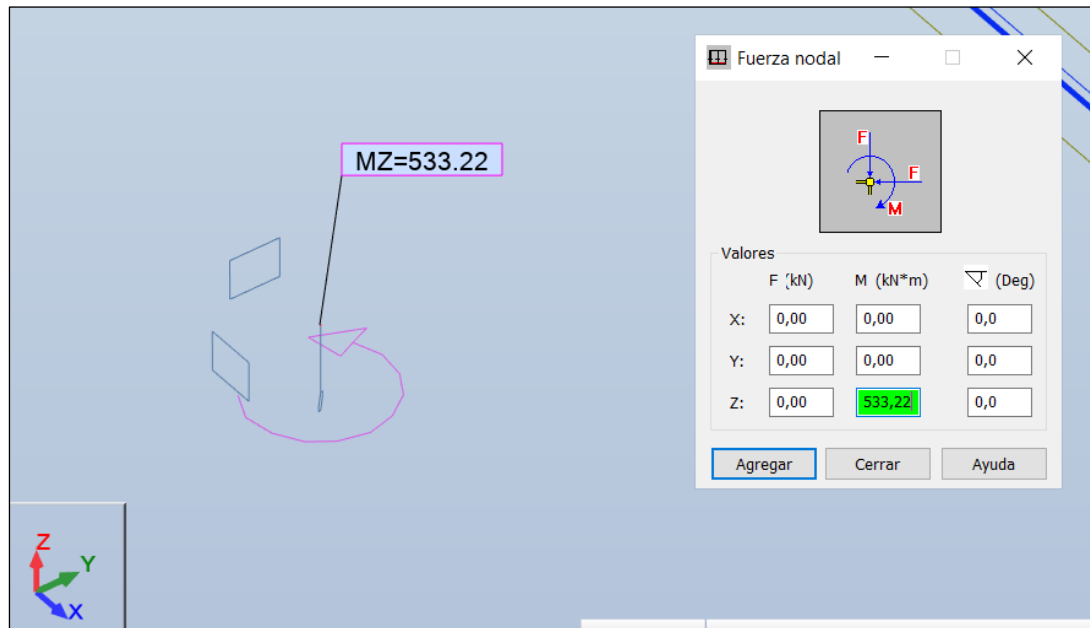 Fuerza nodal
MZ=533.22
F
F
M
Valores
F (kN) M (kN*m) (Deg)
X: 0,00 0,00 0,0
Y: 0,00 0,00 0,0
Z: 0,00 533,22 0,0
Agregar Cerrar Ayuda
Z
Y
X